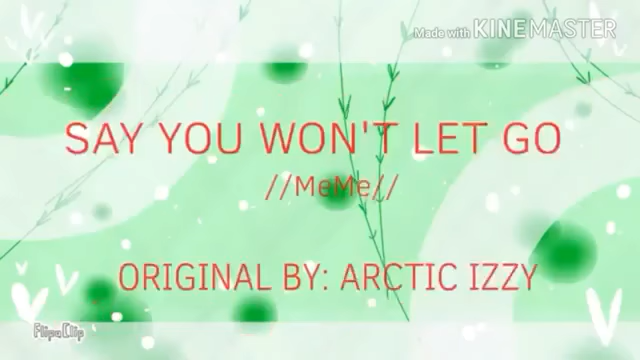 Made with KINEMASTER
SAY YOU WON'T LET GO
//MeMe//
ORIGINAL BY: ARCTIC IZZY
FlipaClip